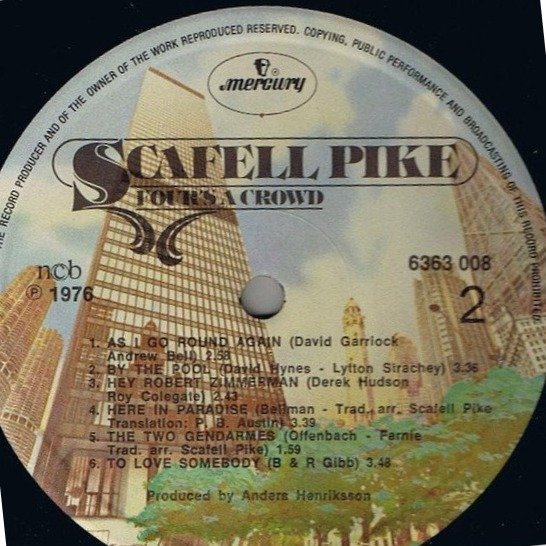 THE RECORD PRODUCER AND OF THE OWNER OF THE WORK REPRODUCED RESERVED. COPYING, PUBLIC PERFORMANCE AND BROADCASTING OF THIS RECORD PROHIBITED
mercury
SCAFELL PIKE
FOUR'S A CROWD
ncb
℗ 1976
6363 008
2
1. AS I GO ROUND AGAIN (David Garriock
Andrew Bell) 2.58
2. BY THE POOL (David Hynes - Lytton Strachey) 3.36
3. HEY ROBERT ZIMMERMAN (Derek Hudson
Roy Colegate) 2.43
4. HERE IN PARADISE (Bellman - Trad. arr. Scafell Pike
Translation: P. B. Austin) 3.39
5. THE TWO GENDARMES (Offenbach - Farnie
Trad. arr. Scafell Pike) 1.59
6. TO LOVE SOMEBODY (B & R Gibb) 3.48
Produced by Anders Henriksson